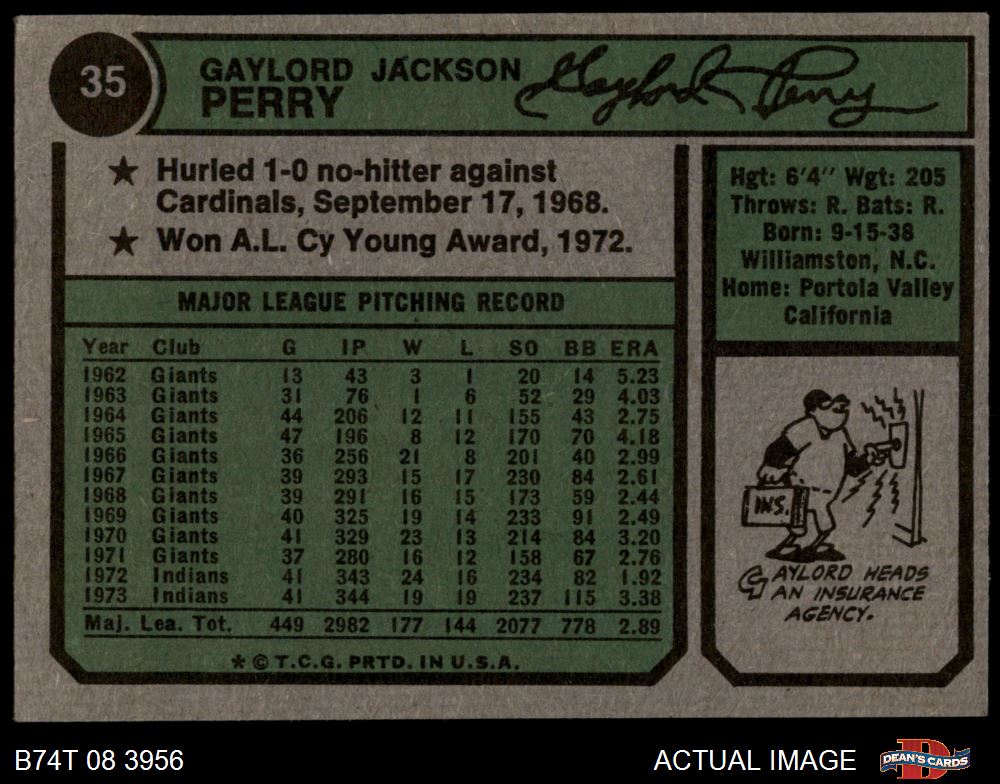 35
GAYLORD JACKSON
PERRY
Gaylord Perry
★ Hurled 1-0 no-hitter against
Cardinals, September 17, 1968.
★ Won A.L. Cy Young Award, 1972.
Hgt: 6'4" Wgt: 205
Throws: R. Bats: R.
Born: 9-15-38
Williamston, N.C.
Home: Portola Valley
California
MAJOR LEAGUE PITCHING RECORD
Year Club G IP W L SO BB ERA
1962 Giants 13 43 3 1 20 14 5.23
1963 Giants 31 76 1 6 52 29 4.03
1964 Giants 44 206 12 11 155 43 2.75
1965 Giants 47 196 8 12 170 70 4.18
1966 Giants 36 256 21 8 201 40 2.99
1967 Giants 39 293 15 17 230 84 2.61
1968 Giants 39 291 16 15 173 59 2.44
1969 Giants 40 325 19 14 233 91 2.49
1970 Giants 41 329 23 13 214 84 3.20
1971 Giants 37 280 16 12 158 67 2.76
1972 Indians 41 343 24 16 234 82 1.92
1973 Indians 41 344 19 19 237 115 3.38
Maj. Lea. Tot. 449 2982 177 144 2077 778 2.89
* © T.C.G. PRTD. IN U.S.A.
INS.
GAYLORD HEADS
AN INSURANCE
AGENCY.
B74T 08 3956
ACTUAL IMAGE
D
DEAN'S CARDS